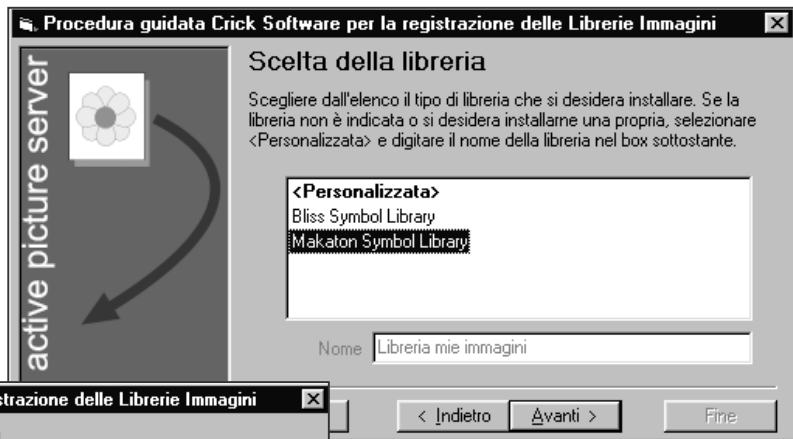 Procedura guidata Crick Software per la registrazione delle Librerie Immagini
active picture server
Scelta della libreria
Scegliere dall'elenco il tipo di libreria che si desidera installare. Se la
libreria non è indicata o si desidera installarne una propria, selezionare
<Personalizzata> e digitare il nome della libreria nel box sottostante.
<Personalizzata>
Bliss Symbol Library
Makaton Symbol Library
Nome Libreria mie immagini
strazione delle Librerie Immagini
< Indietro Avanti > Fine